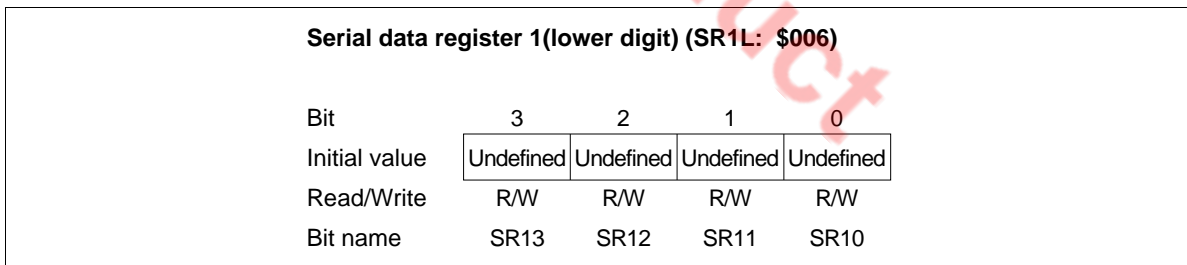 Serial data register 1(lower digit) (SR1L: $006)
Bit 3 2 1 0
Initial value Undefined Undefined Undefined Undefined
Read/Write R/W R/W R/W R/W
Bit name SR13 SR12 SR11 SR10